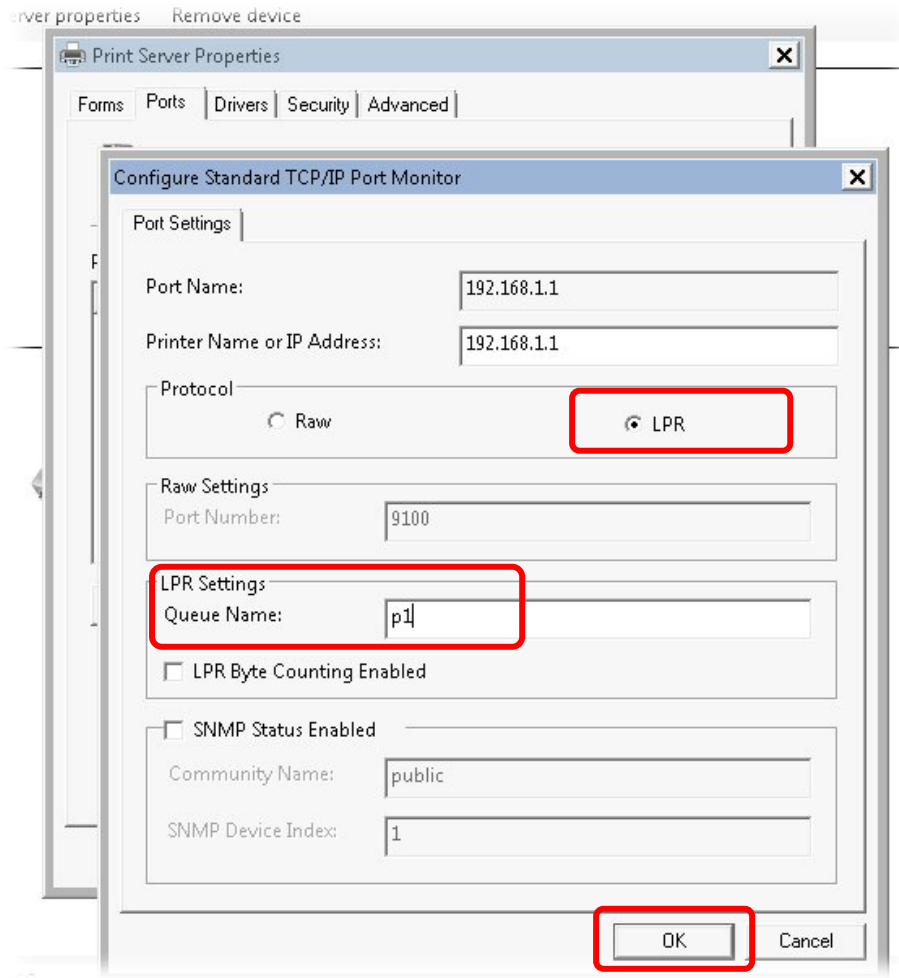 rver properties Remove device
Print Server Properties
Forms Ports Drivers Security Advanced
Configure Standard TCP/IP Port Monitor
Port Settings
Port Name: 192.168.1.1
Printer Name or IP Address: 192.168.1.1
Protocol
Raw LPR
Raw Settings
Port Number: 9100
LPR Settings
Queue Name: p1
LPR Byte Counting Enabled
SNMP Status Enabled
Community Name: public
SNMP Device Index: 1
OK Cancel